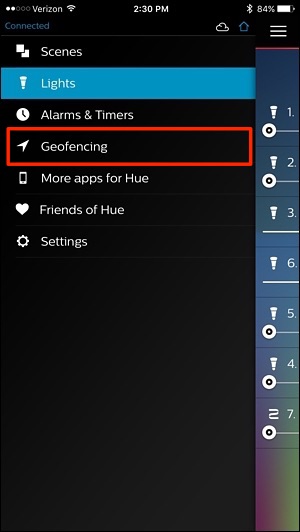 Verizon 2:30 PM 84%
Connected
Scenes
Lights
Alarms & Timers
Geofencing
More apps for Hue
Friends of Hue
Settings
1.
2.
3.
6.
5.
4.
7.